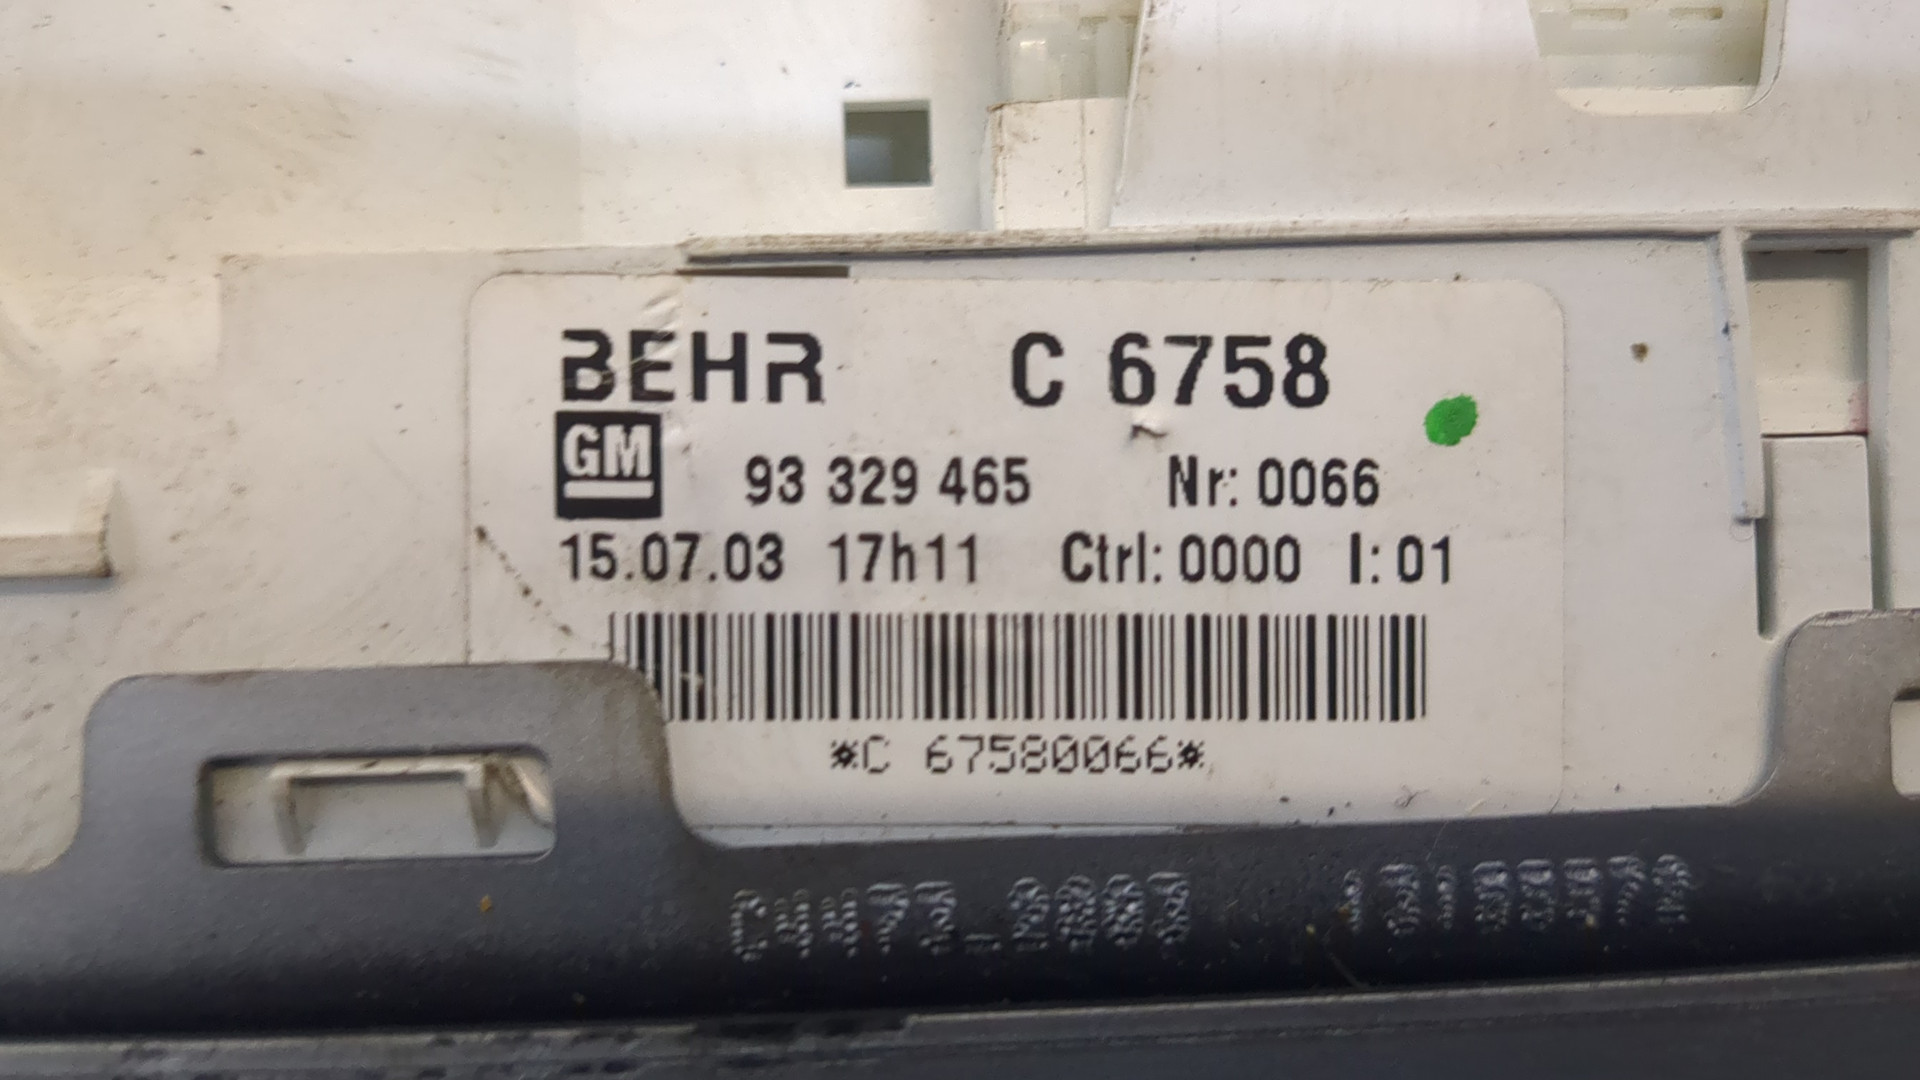 BEHR C 6758
GM 93 329 465 Nr: 0066
15.07.03 17h11 Ctrl: 0000 I: 01
*C 67580066*